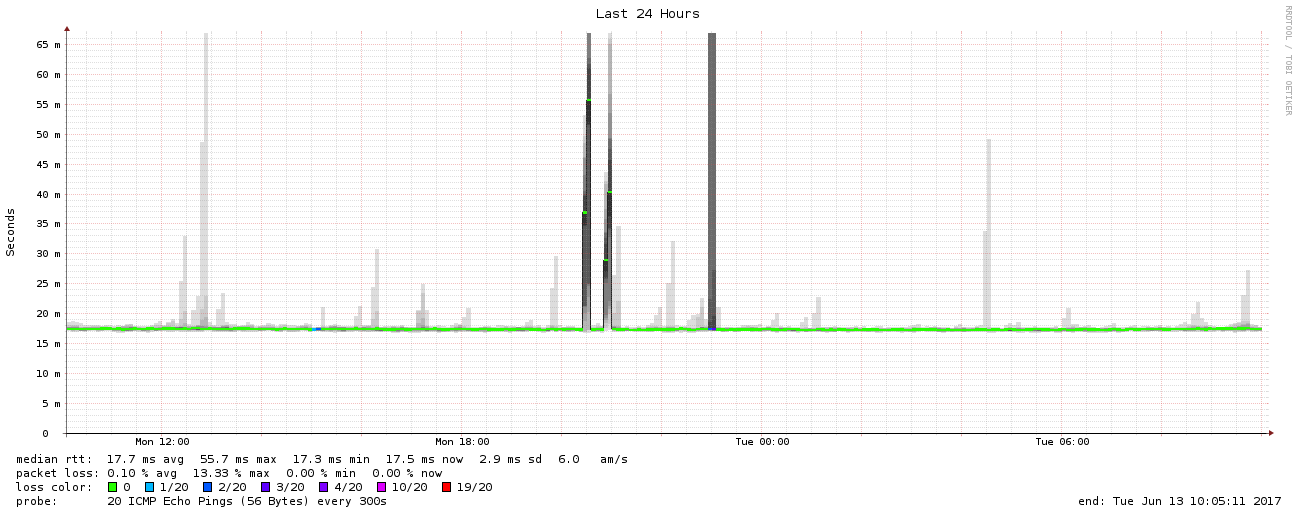 Last 24 Hours
RRDTOOL / TOBI OETIKER
Seconds
65 m
60 m
55 m
50 m
45 m
40 m
35 m
30 m
25 m
20 m
15 m
10 m
5 m
0
Mon 12:00 Mon 18:00 Tue 00:00 Tue 06:00
median rtt: 17.7 ms avg 55.7 ms max 17.3 ms min 17.5 ms now 2.9 ms sd 6.0 am/s
packet loss: 0.10 % avg 13.33 % max 0.00 % min 0.00 % now
loss color: 0 1/20 2/20 3/20 4/20 10/20 19/20
probe: 20 ICMP Echo Pings (56 Bytes) every 300s end: Tue Jun 13 10:05:11 2017